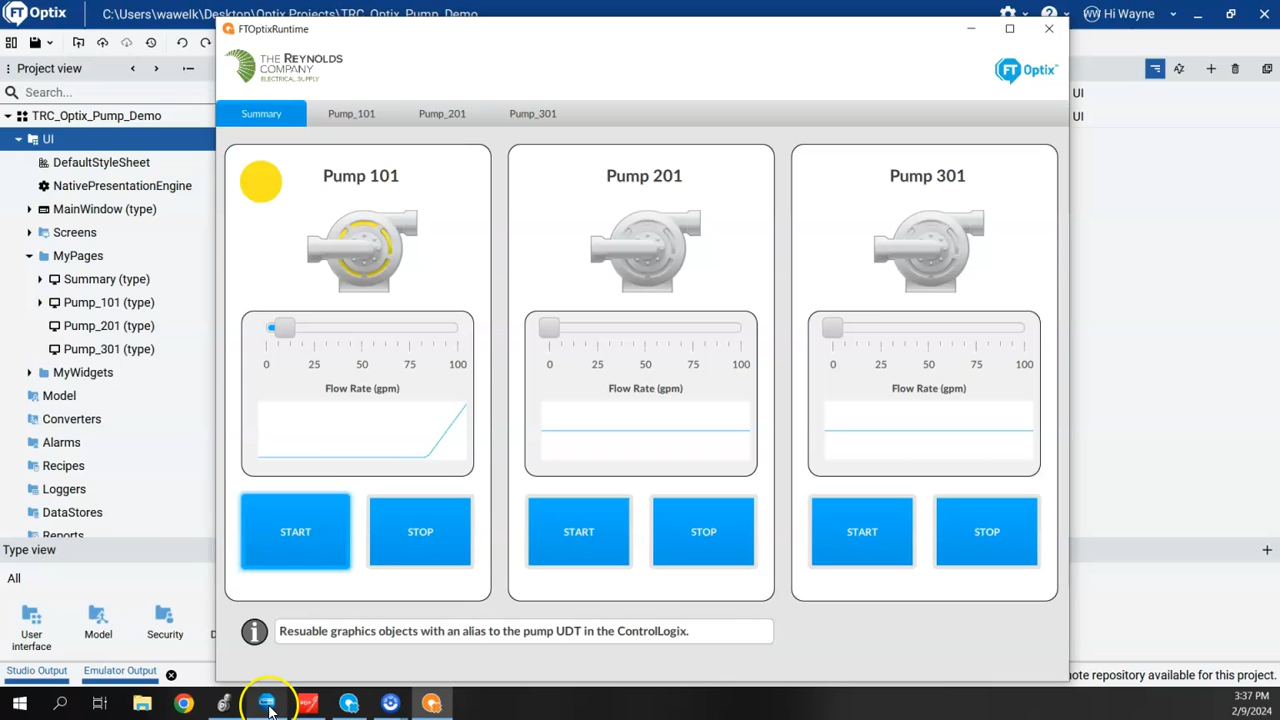 FT Optix
C:\Users\wawelk\Desktop\Optix Projects\TRC_Optix_Pump_Demo
Hi Wayne
FTOptixRuntime
Project view
THE REYNOLDS
COMPANY
ELECTRICAL SUPPLY
FT Optix™
Search...
UI
Summary
Pump_101
Pump_201
Pump_301
TRC_Optix_Pump_Demo
UI
UI
DefaultStyleSheet
NativePresentationEngine
MainWindow (type)
Screens
MyPages
Summary (type)
Pump_101 (type)
Pump_201 (type)
Pump_301 (type)
MyWidgets
Model
Converters
Alarms
Recipes
Loggers
DataStores
Reports
Pump 101
Pump 201
Pump 301
0 25 50 75 100
0 25 50 75 100
0 25 50 75 100
Flow Rate (gpm)
Flow Rate (gpm)
Flow Rate (gpm)
START
STOP
START
STOP
START
STOP
Resuable graphics objects with an alias to the pump UDT in the ControlLogix.
Type view
All
User
interface
Model
Security
Studio Output
Emulator Output
note repository available for this project.
3:37 PM
2/9/2024